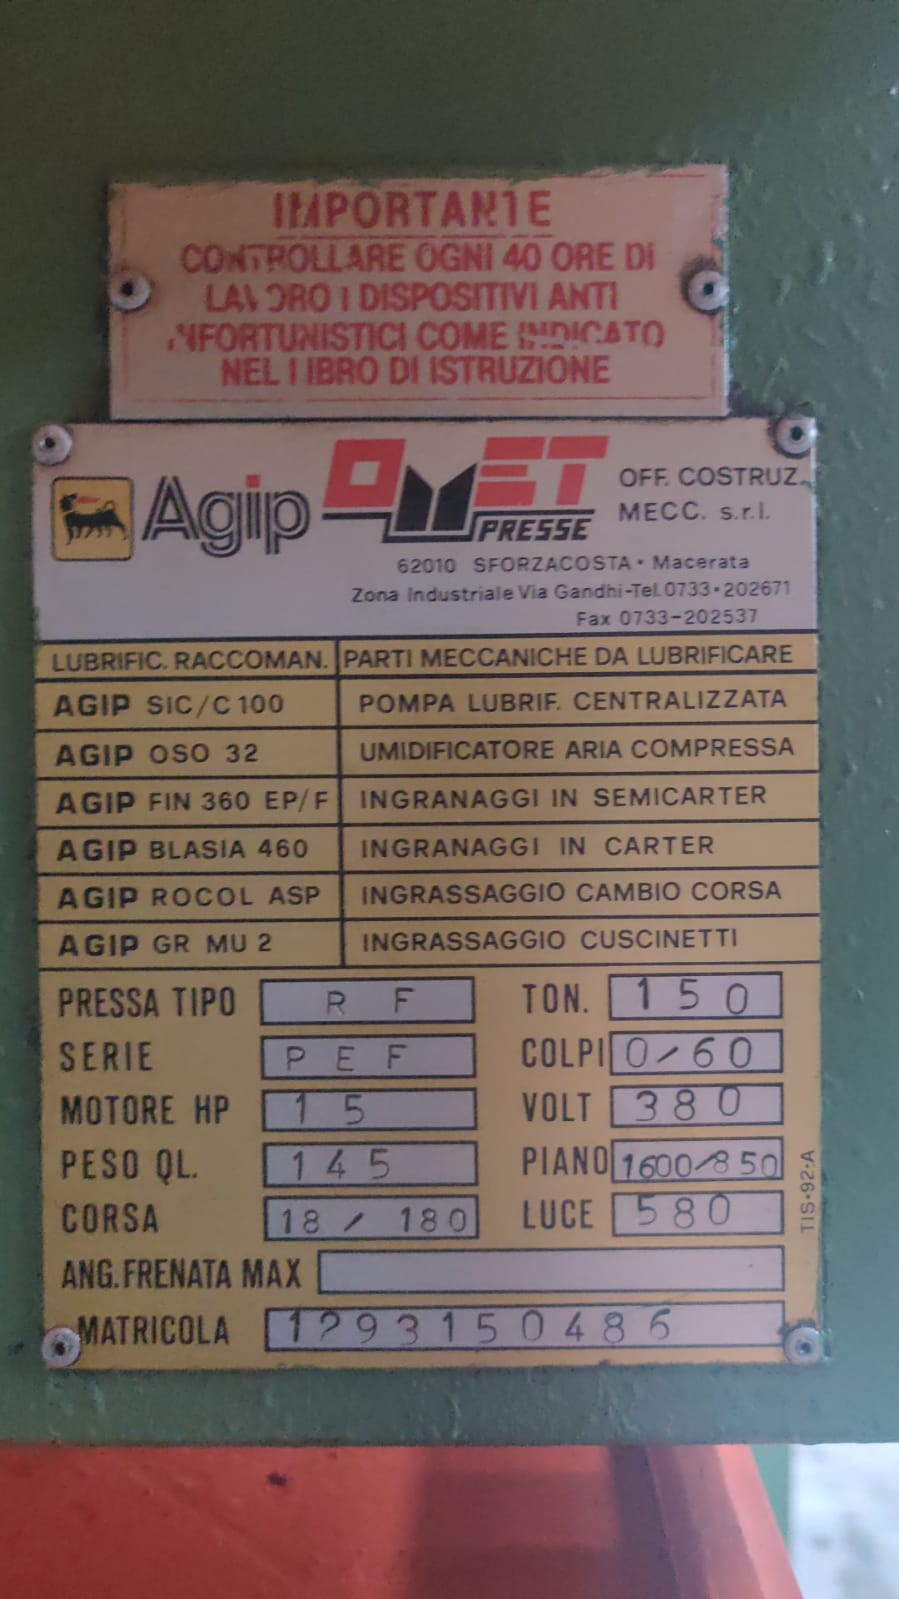 IMPORTANTE
CONTROLLARE OGNI 40 ORE DI
LAVORO I DISPOSITIVI ANTI
INFORTUNISTICI COME INDICATO
NEL LIBRO DI ISTRUZIONE
Agip OMET PRESSE OFF. COSTRUZ.
MECC. s.r.l.
62010 SFORZACOSTA • Macerata
Zona Industriale Via Gandhi-Tel. 0733•202671
Fax 0733-202537
LUBRIFIC. RACCOMAN. PARTI MECCANICHE DA LUBRIFICARE
AGIP SIC/C100 POMPA LUBRIF. CENTRALIZZATA
AGIP OSO 32 UMIDIFICATORE ARIA COMPRESSA
AGIP FIN 360 EP/F INGRANAGGI IN SEMICARTER
AGIP BLASIA 460 INGRANAGGI IN CARTER
AGIP ROCOL ASP INGRASSAGGIO CAMBIO CORSA
AGIP GR MU 2 INGRASSAGGIO CUSCINETTI
PRESSA TIPO RF TON. 150
SERIE PEF COLPI 0/60
MOTORE HP 15 VOLT 380
PESO QL. 145 PIANO 1600/850
CORSA 18 / 180 LUCE 580
ANG. FRENATA MAX
MATRICOLA 1293150486
TIS•92•A